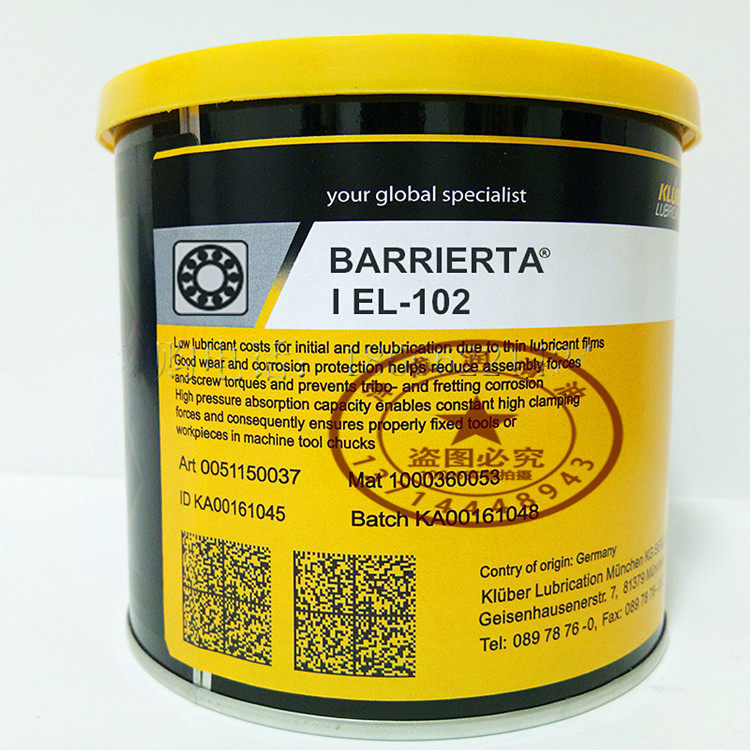 your global specialist
BARRIERTA®
I EL-102
Low lubricant costs for initial and relubrication due to thin lubricant films
Good wear and corrosion protection helps reduce assembly forces
and screw torques and prevents tribo- and fretting corrosion
High pressure absorption capacity enables constant high clamping
forces and consequently ensures properly fixed tools or
workpieces in machine tool chucks
Art 0051150037
Mat 1000360053
ID KA00161045
Batch KA00161048
盗图必究
13714448943
Contry of origin: Germany
Klüber Lubrication München KG
Geisenhausenerstr. 7, 81379
Tel: 089 78 76 -0, Fax: 089 78 76